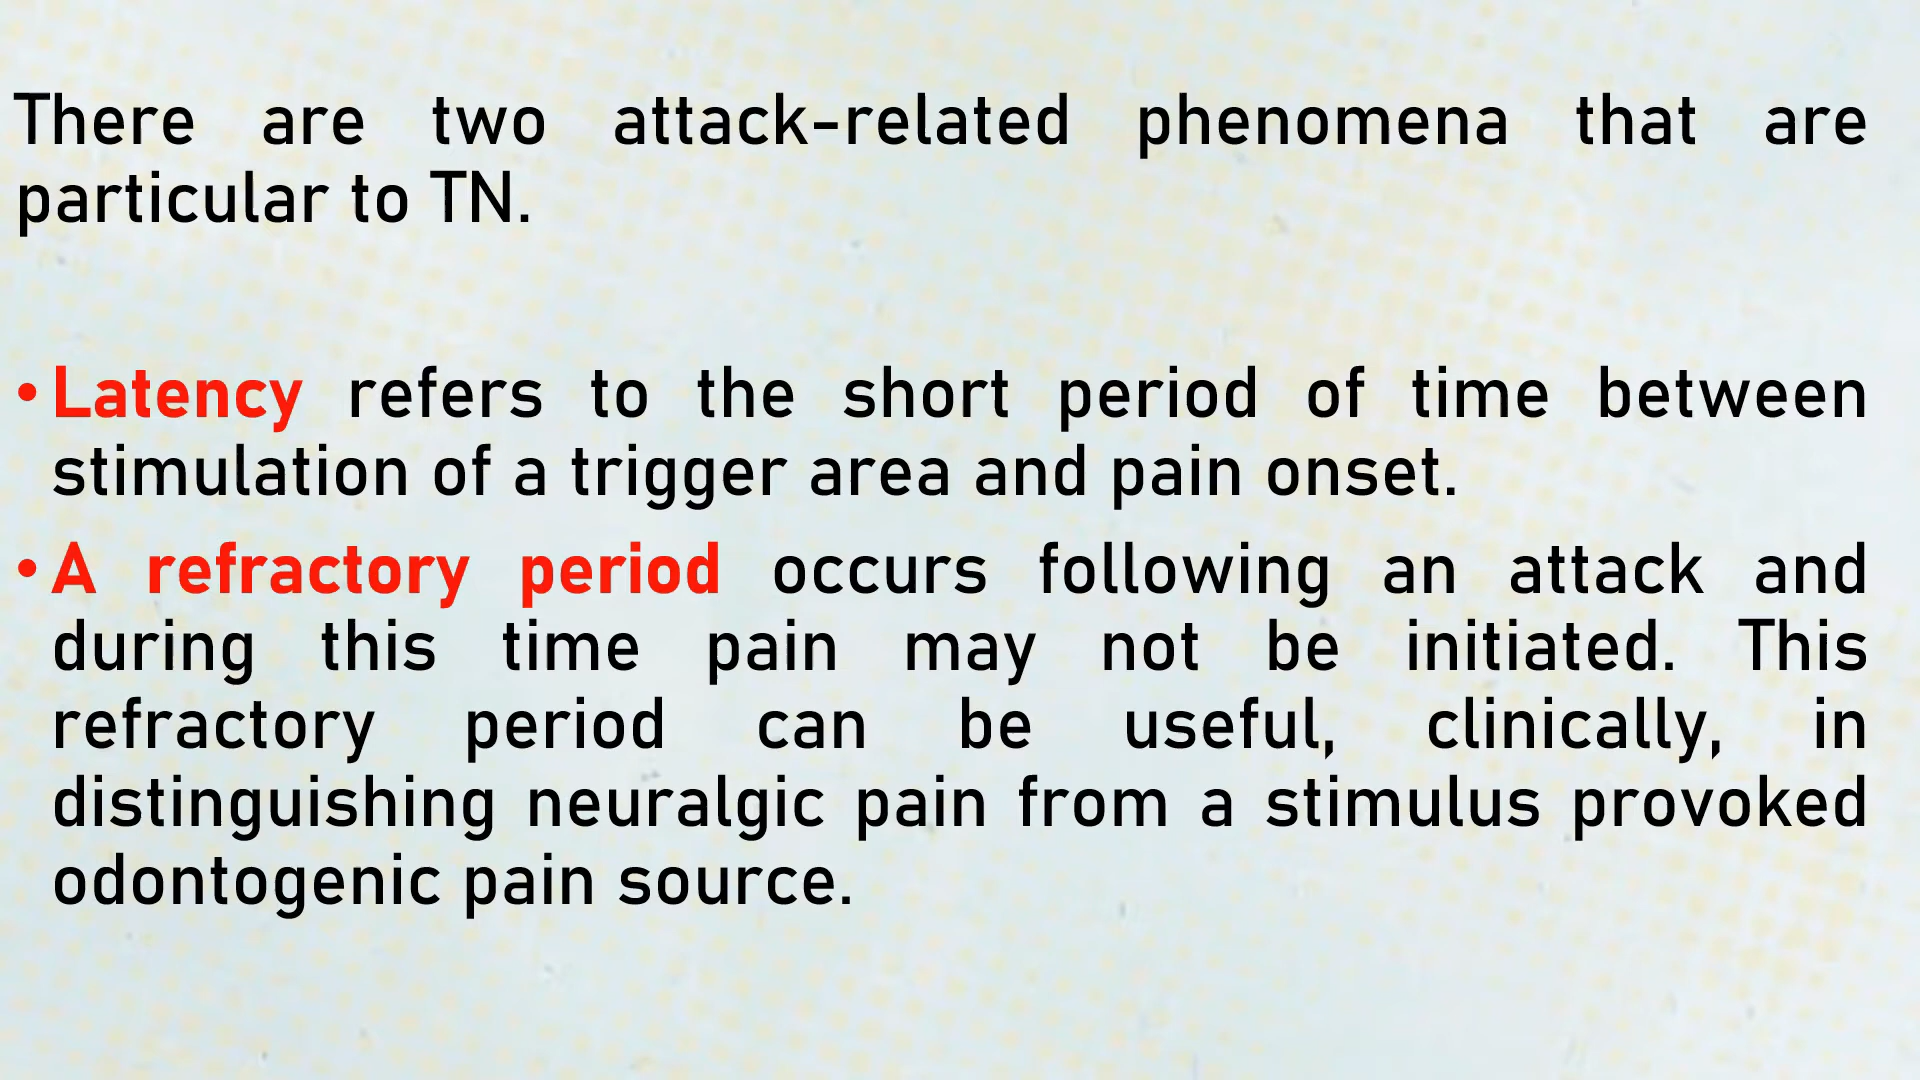 There are two attack-related phenomena that are
particular to TN.
• Latency refers to the short period of time between
stimulation of a trigger area and pain onset.
• A refractory period occurs following an attack and
during this time pain may not be initiated. This
refractory period can be useful, clinically, in
distinguishing neuralgic pain from a stimulus provoked
odontogenic pain source.